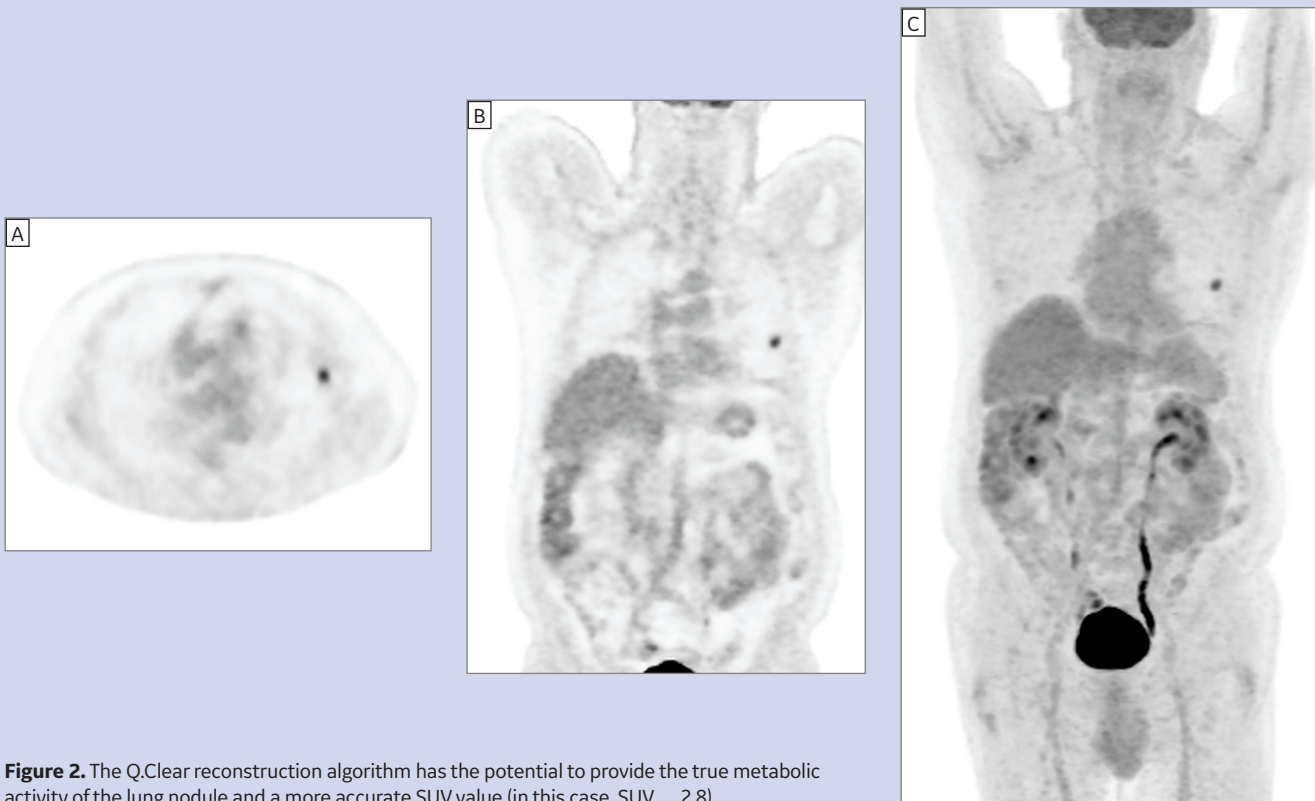 A
B
C
Figure 2. The Q.Clear reconstruction algorithm has the potential to provide the true metabolic
activity of the lung nodule and a more accurate SUV value (in this case, SUV 2.8)